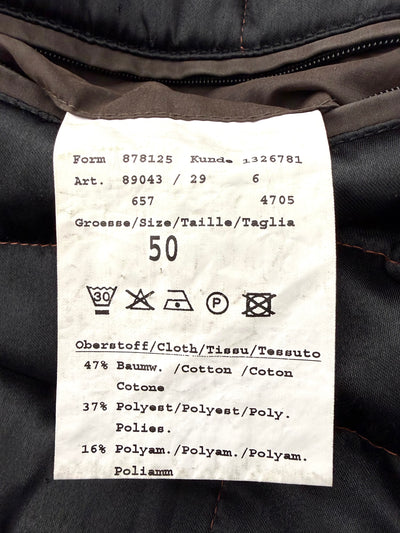 Form 878125 Kunde 1326781
Art. 89043 / 29 6
657 4705
Groesse/Size/Taille/Taglia
50
30 P
Oberstoff/Cloth/Tissu/Tessuto
47% Baumw. /Cotton /Coton
Cotone
37% Polyest/Polyest/Poly.
Polies.
16% Polyam./Polyam./Polyam.
Poliamm